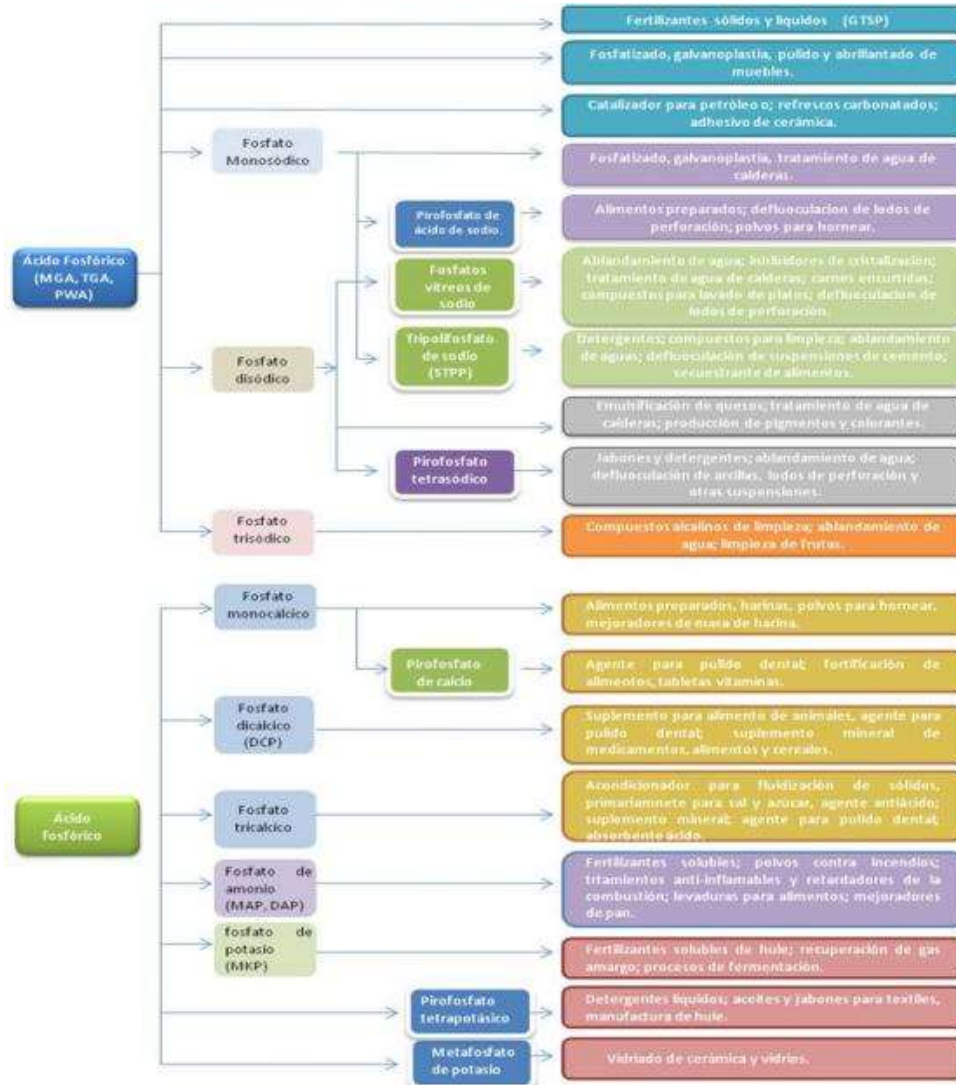 Fertilizantes sólidos y líquidos (GTSP)
Fosfatizado, galvanoplastia, pulido y abrillantado de
muebles.
Catalizador para petróleo o; refrescos carbonatados;
adhesivo de cerámica.
Fosfato
Monosódico
Fosfatizado, galvanoplastia, tratamiento de agua de
calderas.
Pirofosfato de
ácido de sodio.
Alimentos preparados; defluoculacion de lodos de
perforación; polvos para hornear.
Ácido Fosfórico
(MGA, TGA,
PWA)
Fosfatos
vítreos de
sodio
Ablandamiento de agua; inhibidores de cristalización;
tratamiento de agua de calderas; carnes encurtidas;
compuestos para lavado de platos; defluoculacion de
lodos de perforación.
Tripolifosfato
de sodio
(STPP)
Detergentes; compuestos para limpieza; ablandamiento
de aguas; defluoculación de suspensiones de cemento;
secuestrante de alimentos.
Fosfato
disódico
Emulsificación de quesos; tratamiento de agua de
calderas; producción de pigmentos y colorantes.
Pirofosfato
tetrasódico
Jabones y detergentes; ablandamiento de agua;
defluoculación de arcillas, lodos de perforación y
otras suspensiones.
Fosfato
trisódico
Compuestos alcalinos de limpieza; ablandamiento de
agua; limpieza de frutas.
Fosfato
monocálcico
Alimentos preparados, harinas, polvos para hornear,
mejoradores de masa de harina.
Pirofosfato
de calcio
Agente para pulido dental; fortificación de
alimentos, tabletas vitaminas.
Fosfato
dicálcico
(DCP)
Suplemento para alimento de animales, agente para
pulido dental; suplemento mineral de
medicamentos, alimentos y cereales.
Ácido
fosfórico
Fosfato
tricalcico
Acondicionador para fluidización de sólidos,
primariamnete para sal y azúcar, agente antiácido;
suplemento mineral; agente para pulido dental;
absorbente ácido.
Fosfato de
amonio
(MAP, DAP)
Fertilizantes solubles; polvos contra incendios;
trtamientos anti-inflamables y retardadores de la
combustión; levaduras para alimentos; mejoradores
de pan.
fosfato de
potasio
(MKP)
Fertilizantes solubles de hule; recuperación de gas
amargo; procesos de fermentación.
Pirofosfato
tetrapotásico
Detergentes líquidos; aceites y jabones para textiles,
manufactura de hule.
Metafosfato
de potasio
Vidriado de cerámica y vidrios.